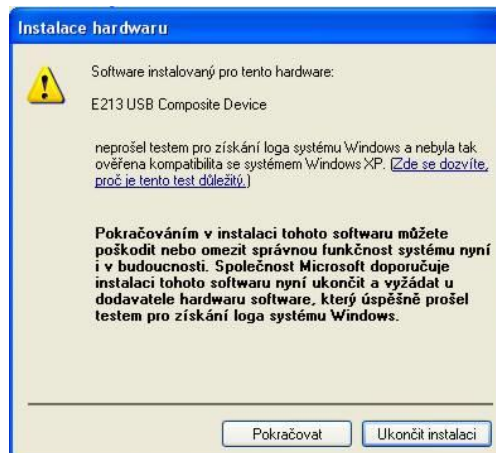 Instalace hardwaru
Software instalovaný pro tento hardware:
E213 USB Composite Device
neprošel testem pro získání loga systému Windows a nebyla tak
ověřena kompatibilita se systémem Windows XP. (Zde se dozvíte,
proč je tento test důležitý.)
Pokračováním v instalaci tohoto softwaru můžete
poškodit nebo omezit správnou funkčnost systému nyní
i v budoucnosti. Společnost Microsoft doporučuje
instalaci tohoto softwaru nyní ukončit a vyžádat u
dodavatele hardwaru software, který úspěšně prošel
testem pro získání loga systému Windows.
Pokračovat Ukončit instalaci